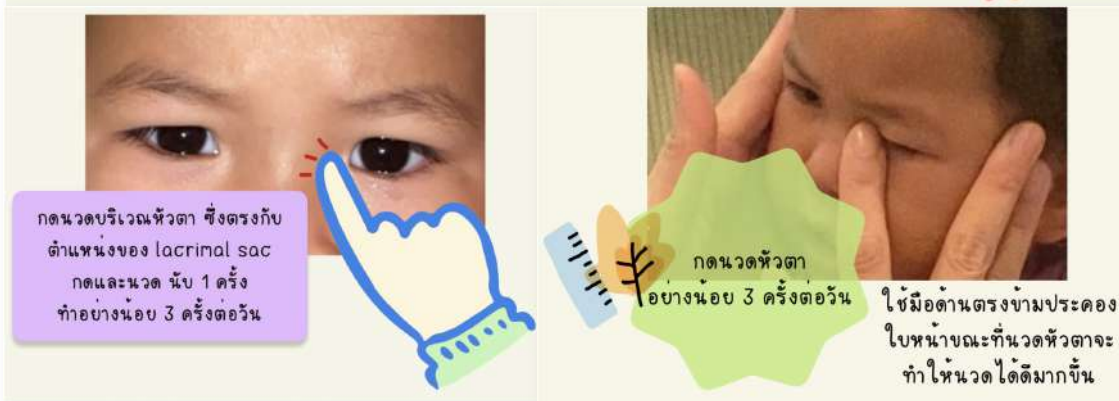 กดนวดบริเวณหัวตา ซึ่งตรงกับ
ตำแหน่งของ lacrimal sac
กดและนวด นับ 1 ครั้ง
ทำอย่างน้อย 3 ครั้งต่อวัน
กดนวดหัวตา
อย่างน้อย 3 ครั้งต่อวัน
ใช้มือด้านตรงข้ามประคอง
ใบหน้าขณะที่นวดหัวตาจะ
ทำให้นวดได้ดีมากขึ้น